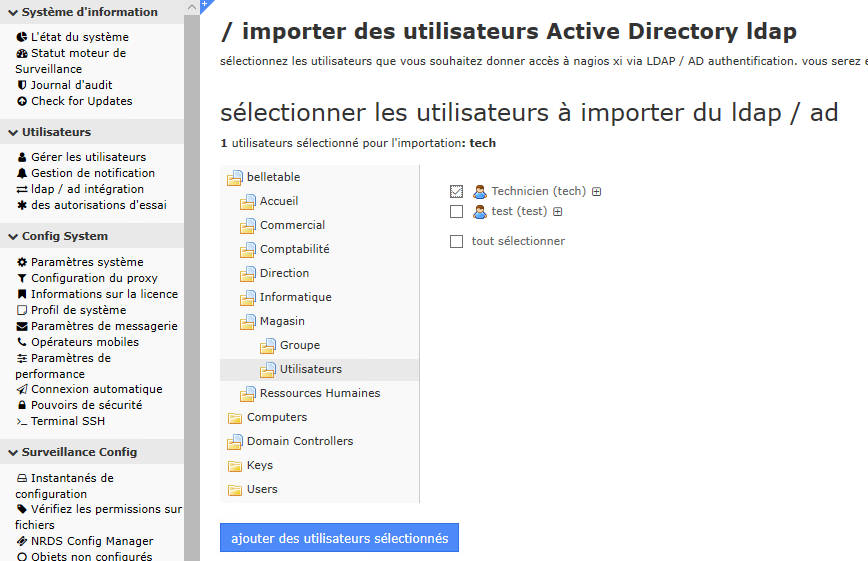 Système d'information
L'état du système
Statut moteur de
Surveillance
Journal d'audit
Check for Updates
Utilisateurs
Gérer les utilisateurs
Gestion de notification
ldap / ad intégration
des autorisations d'essai
Config System
Paramètres système
Configuration du proxy
Informations sur la licence
Profil de système
Paramètres de messagerie
Opérateurs mobiles
Paramètres de
performance
Connexion automatique
Pouvoirs de sécurité
Terminal SSH
Surveillance Config
Instantanés de
configuration
Vérifiez les permissions sur
fichiers
NRDS Config Manager
Objets non configurés
/ importer des utilisateurs Active Directory ldap
sélectionnez les utilisateurs que vous souhaitez donner accès à nagios xi via LDAP / AD authentification. vous serez
sélectionner les utilisateurs à importer du ldap / ad
1 utilisateurs sélectionné pour l'importation: tech
belletable
Accueil
Commercial
Comptabilité
Direction
Informatique
Magasin
Groupe
Utilisateurs
Ressources Humaines
Computers
Domain Controllers
Keys
Users
Technicien (tech)
test (test)
tout sélectionner
ajouter des utilisateurs sélectionnés